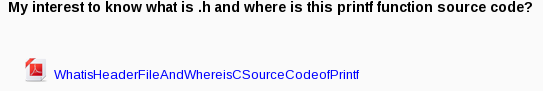 My interest to know what is .h and where is this printf function source code?
WhatisHeaderFileAndWhereisCSourceCodeofPrintf